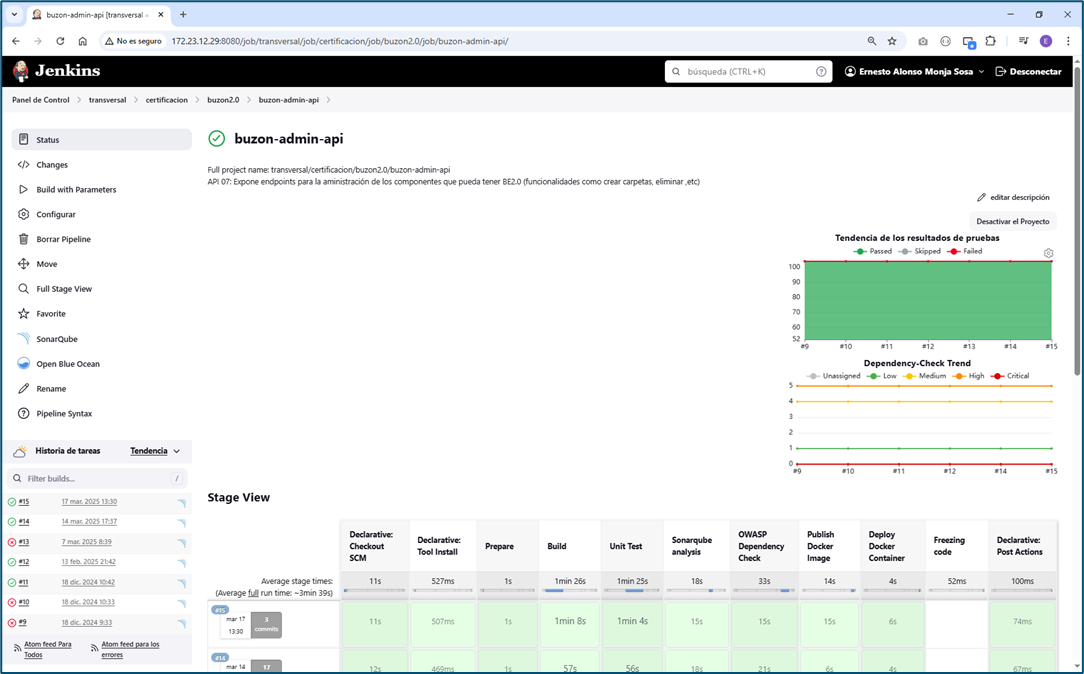 buzon-admin-api [transversal »
No es seguro
172.23.12.29:8080/job/transversal/job/certificacion/job/buzon2.0/job/buzon-admin-api/
E
Jenkins
búsqueda (CTRL+K)
Ernesto Alonso Monja Sosa
Desconectar
Panel de Control
transversal
certificacion
buzon2.0
buzon-admin-api
Status
Changes
Build with Parameters
Configurar
Borrar Pipeline
Move
Full Stage View
Favorite
SonarQube
Open Blue Ocean
Rename
Pipeline Syntax
Historia de tareas
Tendencia
Filter builds...
/
#15 17 mar. 2025 13:30
#14 14 mar. 2025 17:37
#13 7 mar. 2025 8:39
#12 13 feb. 2025 21:42
#11 18 dic. 2024 10:42
#10 18 dic. 2024 10:33
#9 18 dic. 2024 9:33
Atom feed Para Todos
Atom feed para los errores
buzon-admin-api
Full project name: transversal/certificacion/buzon2.0/buzon-admin-api
API 07: Expone endpoints para la aministración de los componentes que pueda tener BE2.0 (funcionalidades como crear carpetas, eliminar ,etc)
editar descripción
Desactivar el Proyecto
Tendencia de los resultados de pruebas
Passed Skipped Failed
100
90
80
70
60
52
#9 #10 #11 #12 #13 #14 #15
Dependency-Check Trend
Unassigned Low Medium High Critical
5
4
3
2
1
0
#9 #10 #11 #12 #14 #15
Stage View
Declarative: Checkout SCM
Declarative: Tool Install
Prepare
Build
Unit Test
Sonarqube analysis
OWASP Dependency Check
Publish Docker Image
Deploy Docker Container
Freezing code
Declarative: Post Actions
Average stage times:
(Average full run time: ~3min 39s)
11s 527ms 1s 1min 26s 1min 25s 18s 33s 14s 4s 52ms 100ms
#15
mar 17
13:30
3
commits
11s 507ms 1s 1min 8s 1min 4s 15s 15s 15s 6s 74ms
#14
mar 14
17
12s 469ms 1s 57s 56s 18s 21s 6s 4s 67ms